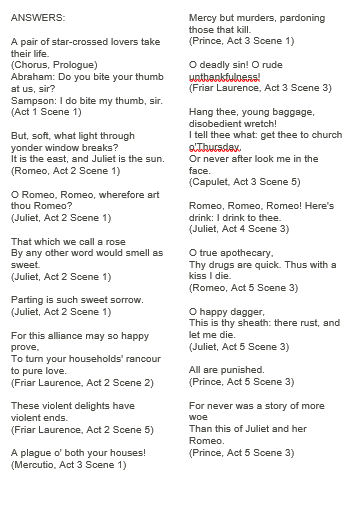 ANSWERS:
A pair of star-crossed lovers take
their life.
(Chorus, Prologue)
Abraham: Do you bite your thumb
at us, sir?
Sampson: I do bite my thumb, sir.
(Act 1 Scene 1)
But, soft, what light through
yonder window breaks?
It is the east, and Juliet is the sun.
(Romeo, Act 2 Scene 1)
O Romeo, Romeo, wherefore art
thou Romeo?
(Juliet, Act 2 Scene 1)
That which we call a rose
By any other word would smell as
sweet.
(Juliet, Act 2 Scene 1)
Parting is such sweet sorrow.
(Juliet, Act 2 Scene 1)
For this alliance may so happy
prove,
To turn your households' rancour
to pure love.
(Friar Laurence, Act 2 Scene 2)
These violent delights have
violent ends.
(Friar Laurence, Act 2 Scene 5)
A plague o' both your houses!
(Mercutio, Act 3 Scene 1)
Mercy but murders, pardoning
those that kill.
(Prince, Act 3 Scene 1)
O deadly sin! O rude
unthankfulness!
(Friar Laurence, Act 3 Scene 3)
Hang thee, young baggage,
disobedient wretch!
I tell thee what: get thee to church
o'Thursday,
Or never after look me in the
face.
(Capulet, Act 3 Scene 5)
Romeo, Romeo, Romeo! Here's
drink: I drink to thee.
(Juliet, Act 4 Scene 3)
O true apothecary,
Thy drugs are quick. Thus with a
kiss I die.
(Romeo, Act 5 Scene 3)
O happy dagger,
This is thy sheath: there rust, and
let me die.
(Juliet, Act 5 Scene 3)
All are punished.
(Prince, Act 5 Scene 3)
For never was a story of more
woe
Than this of Juliet and her
Romeo.
(Prince, Act 5 Scene 3)